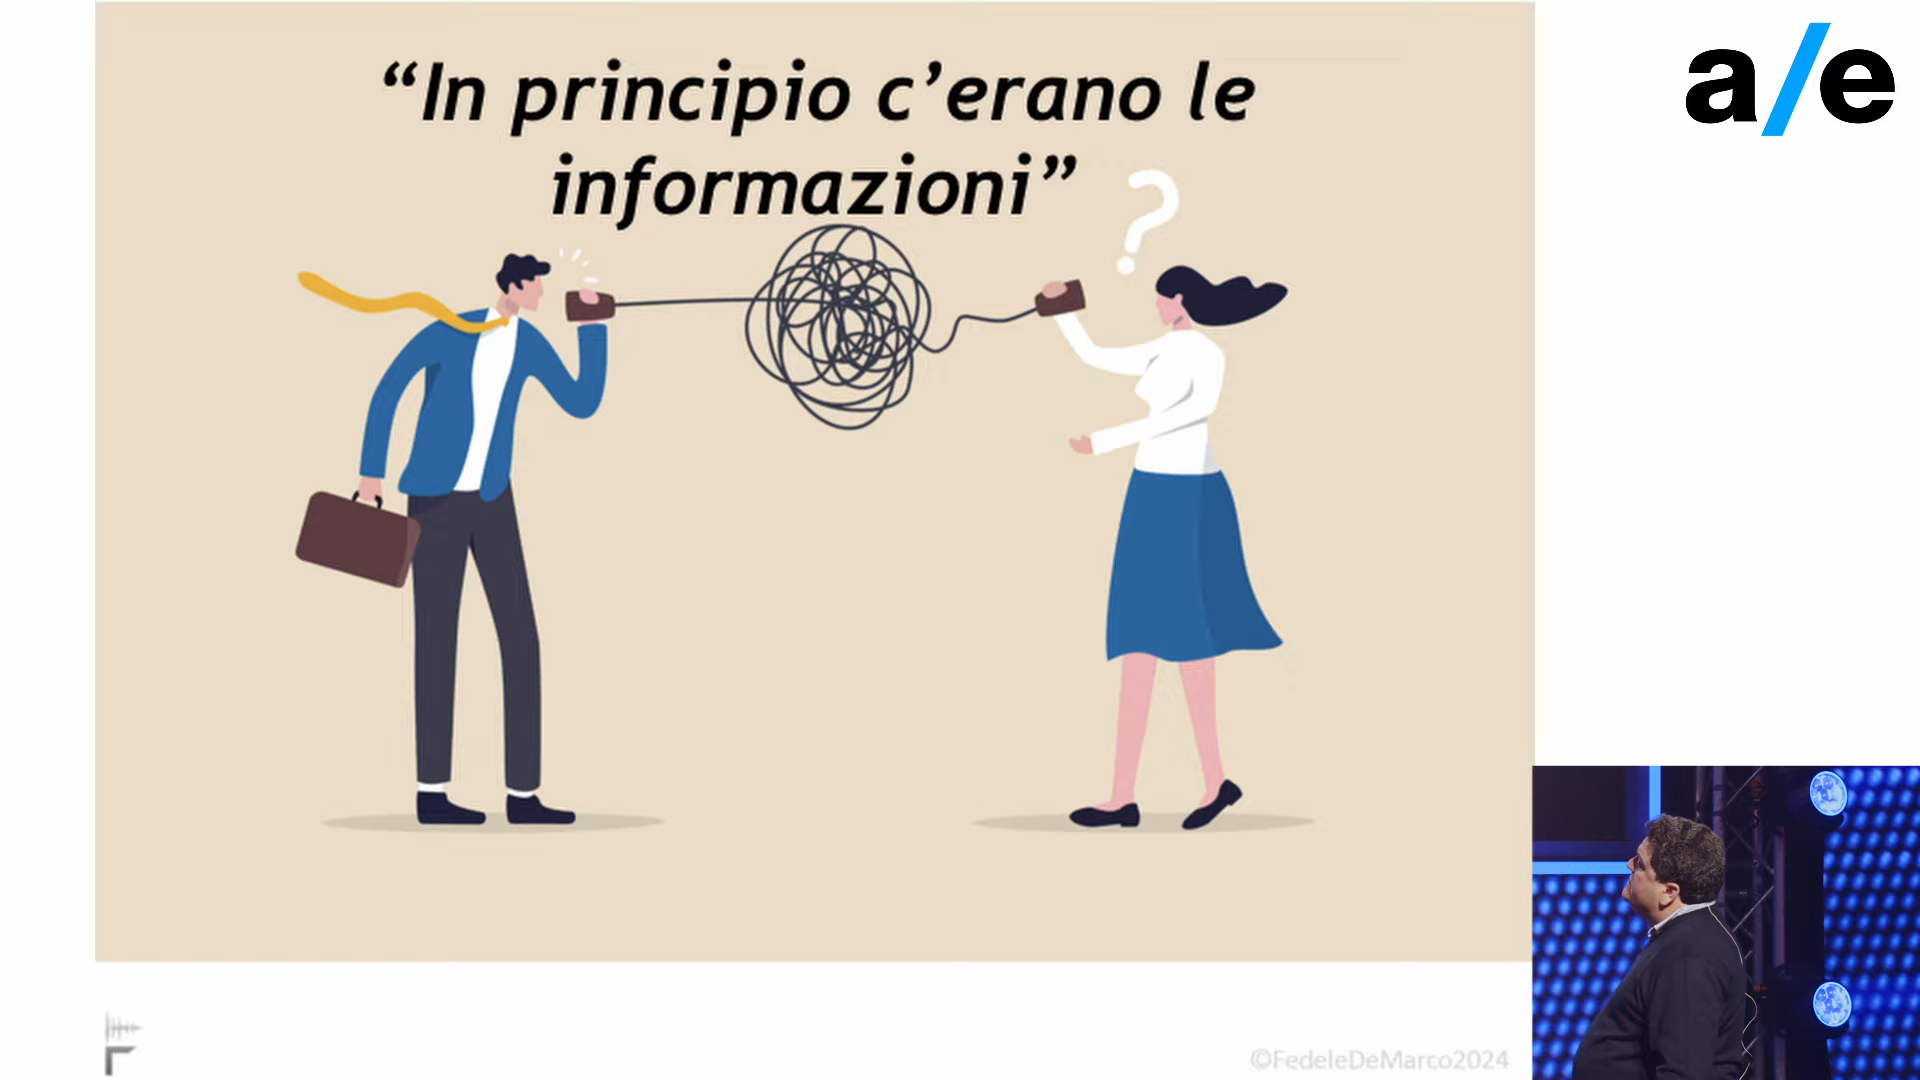 “In principio c’erano le
informazioni”
a/e
?
©FedeleDeMarco2024